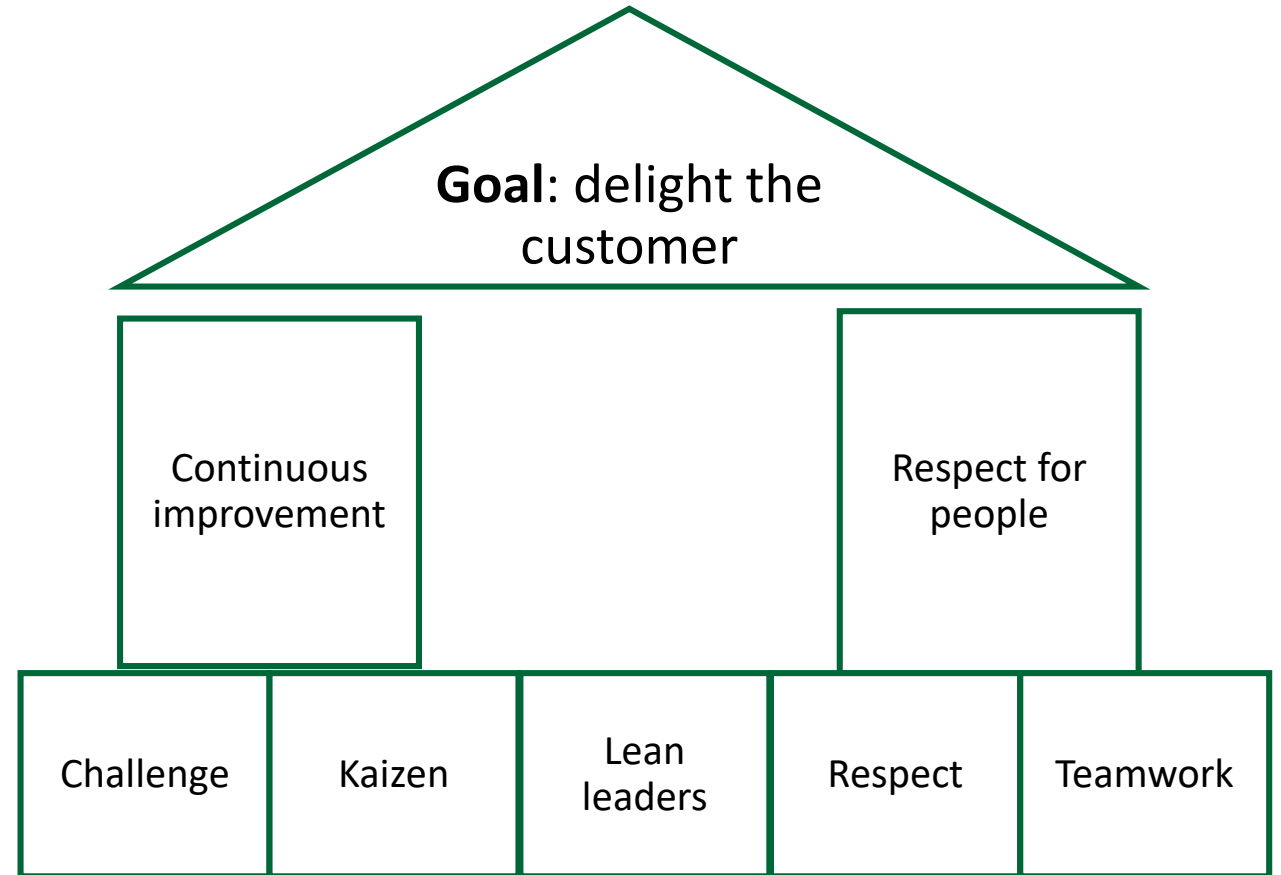 Goal: delight the
customer
Continuous
improvement
Respect for
people
Challenge
Kaizen
Lean
leaders
Respect
Teamwork